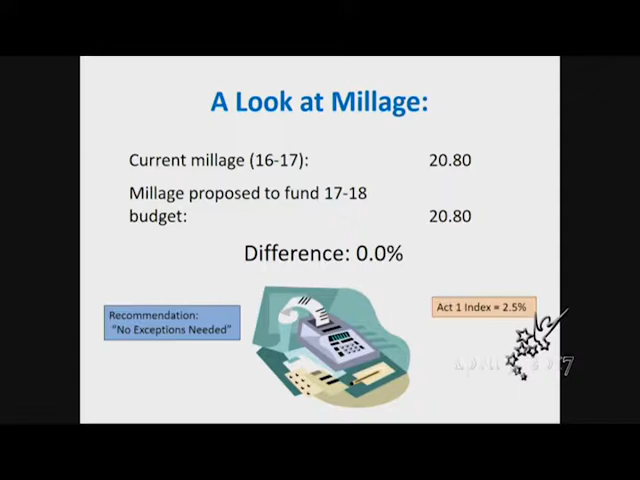 A Look at Millage:
Current millage (16-17): 20.80
Millage proposed to fund 17-18
budget: 20.80
Difference: 0.0%
Recommendation:
"No Exceptions Needed"
Act 1 Index = 2.5%